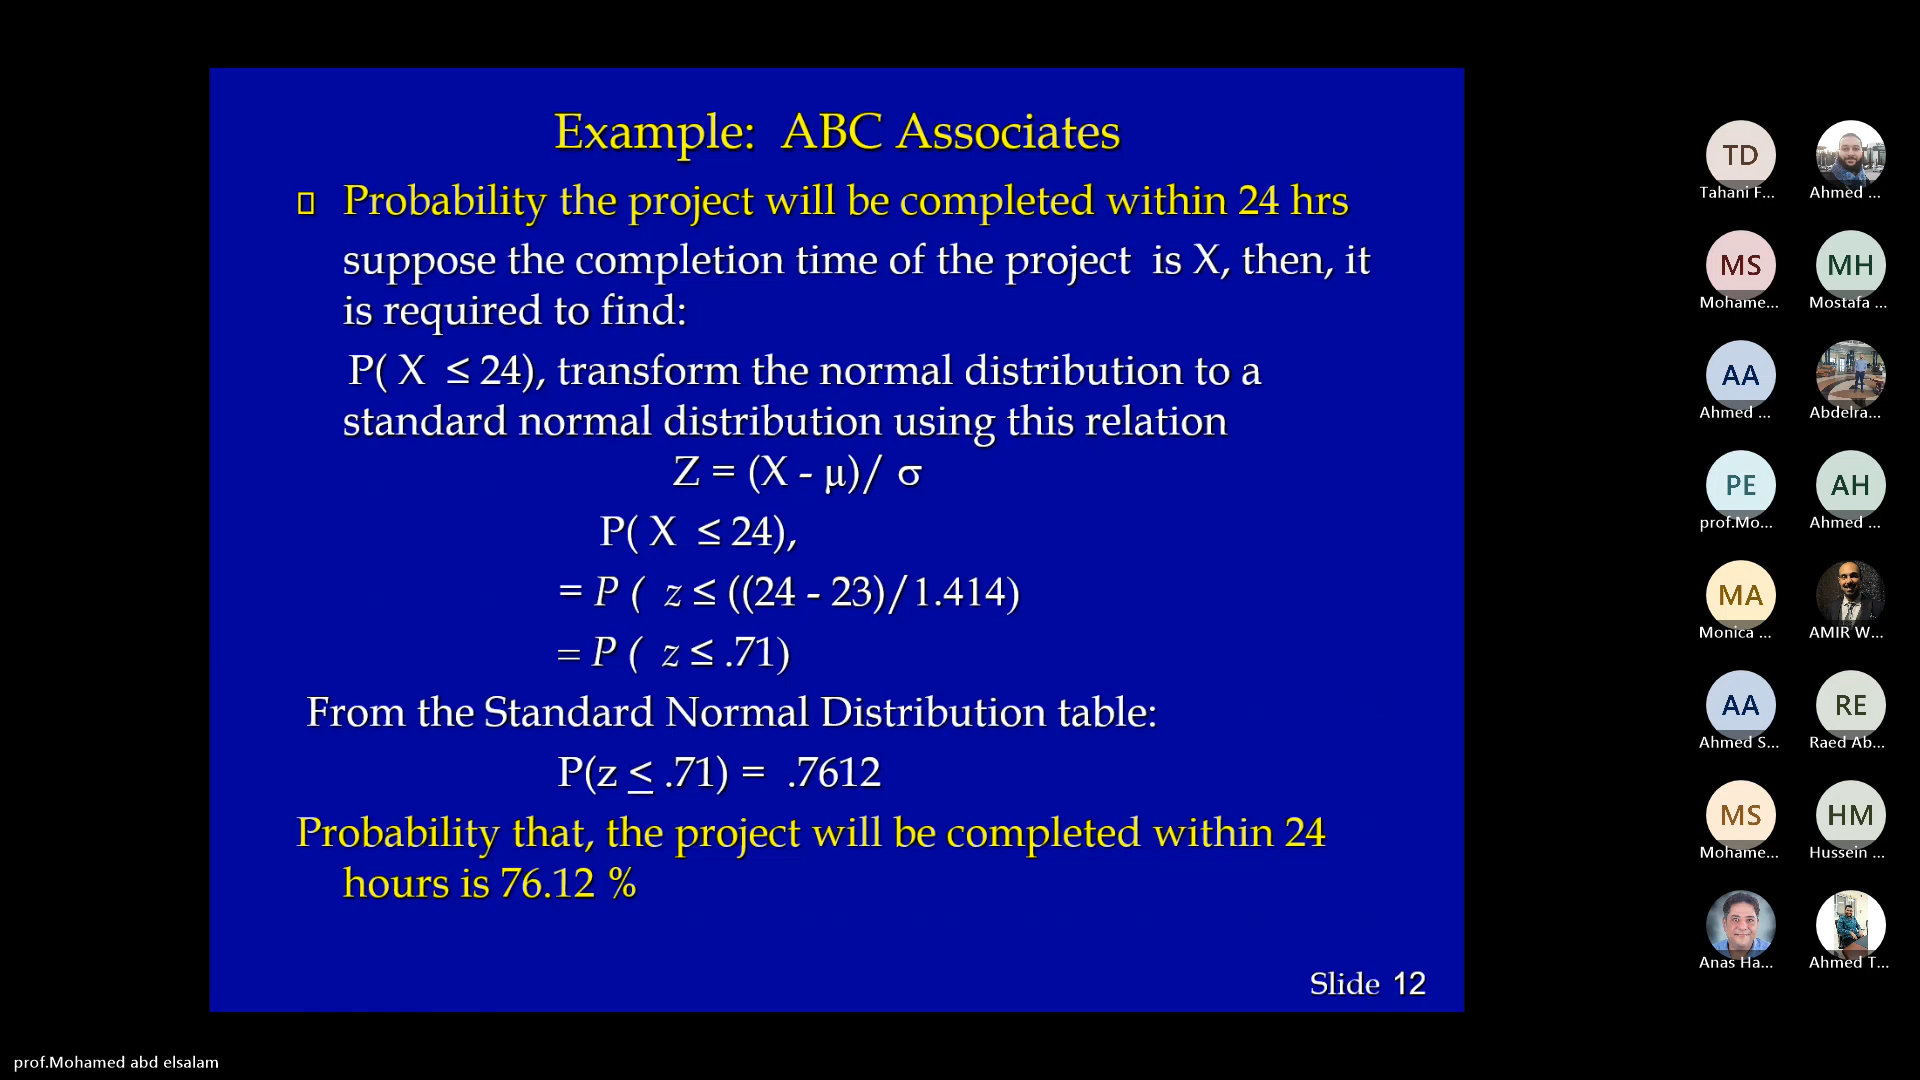 Example: ABC Associates
Probability the project will be completed within 24 hrs
suppose the completion time of the project is X, then, it
is required to find:
P( X ≤ 24), transform the normal distribution to a
standard normal distribution using this relation
Z = (X - μ)/ σ
P( X ≤ 24),
= P ( z ≤ ((24 - 23)/1.414)
= P ( z ≤ .71)
From the Standard Normal Distribution table:
P(z ≤ .71) = .7612
Probability that, the project will be completed within 24
hours is 76.12 %
Slide 12
TD
Tahani F...
Ahmed ...
MS
Mohame...
MH
Mostafa ...
AA
Ahmed ...
Abdelra...
PE
prof.Mo...
AH
Ahmed ...
MA
Monica ...
AMIR W...
AA
Ahmed S...
RE
Raed Ab...
MS
Mohame...
HM
Hussein ...
Anas Ha...
Ahmed T...
prof.Mohamed abd elsalam